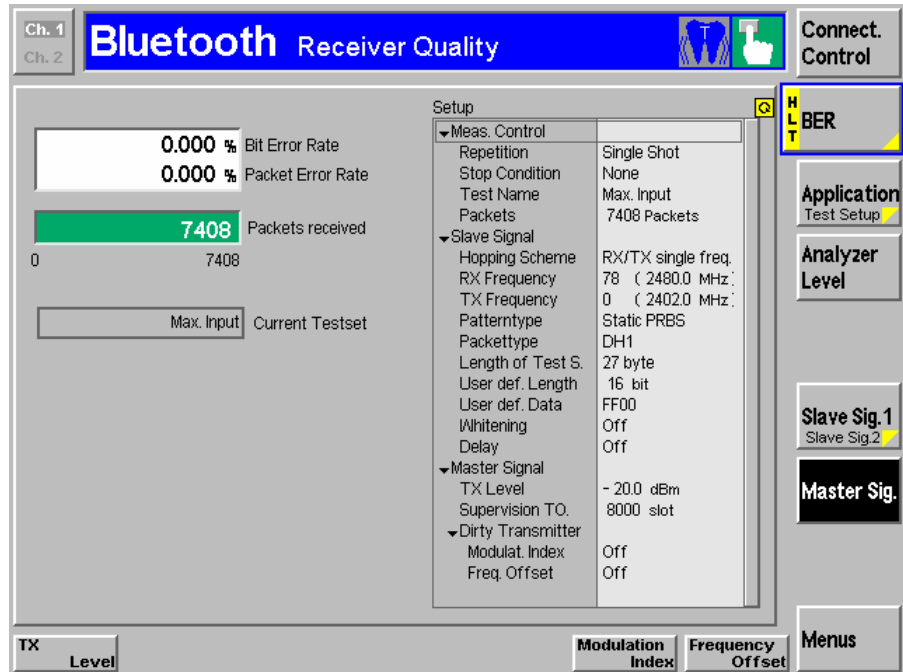 Ch. 1
Ch. 2
Bluetooth Receiver Quality
T
Connect. Control
Setup
0.000 % Bit Error Rate
0.000 % Packet Error Rate
7408 Packets received
0 7408
Max. Input Current Testset
Meas. Control
Repetition Single Shot
Stop Condition None
Test Name Max. Input
Packets 7408 Packets
Slave Signal
Hopping Scheme RX/TX single freq.
RX Frequency 78 ( 2480.0 MHz)
TX Frequency 0 ( 2402.0 MHz)
Patterntype Static PRBS
Packettype DH1
Length of Test S. 27 byte
User def. Length 16 bit
User def. Data FF00
Whitening Off
Delay Off
Master Signal
TX Level - 20.0 dBm
Supervision TO. 8000 slot
Dirty Transmitter
Modulat. Index Off
Freq. Offset Off
HLT BER
Application
Test Setup
Analyzer Level
Slave Sig.1
Slave Sig.2
Master Sig.
Menus
TX Level
Modulation Index
Frequency Offset